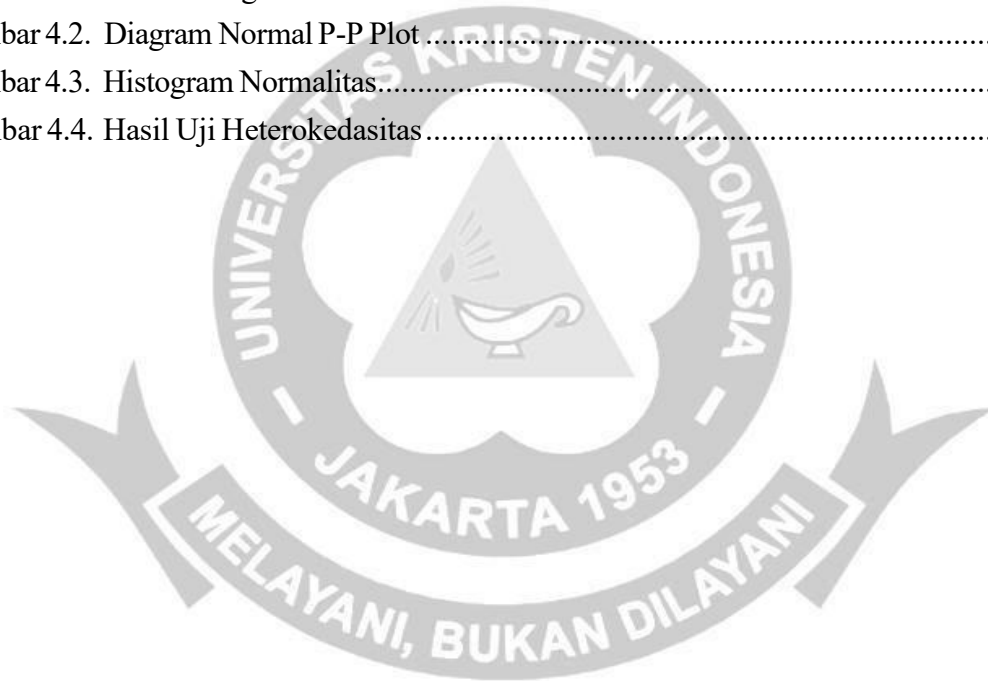 bar 4.2. Diagram Normal P-P Plot ........................................................................
bar 4.3. Histogram Normalitas...............................................................................
bar 4.4. Hasil Uji Heterokedasitas ........................................................................
UNIVERSITAS KRISTEN INDONESIA
- JAKARTA 1953 -
MELAYANI, BUKAN DILAYANI